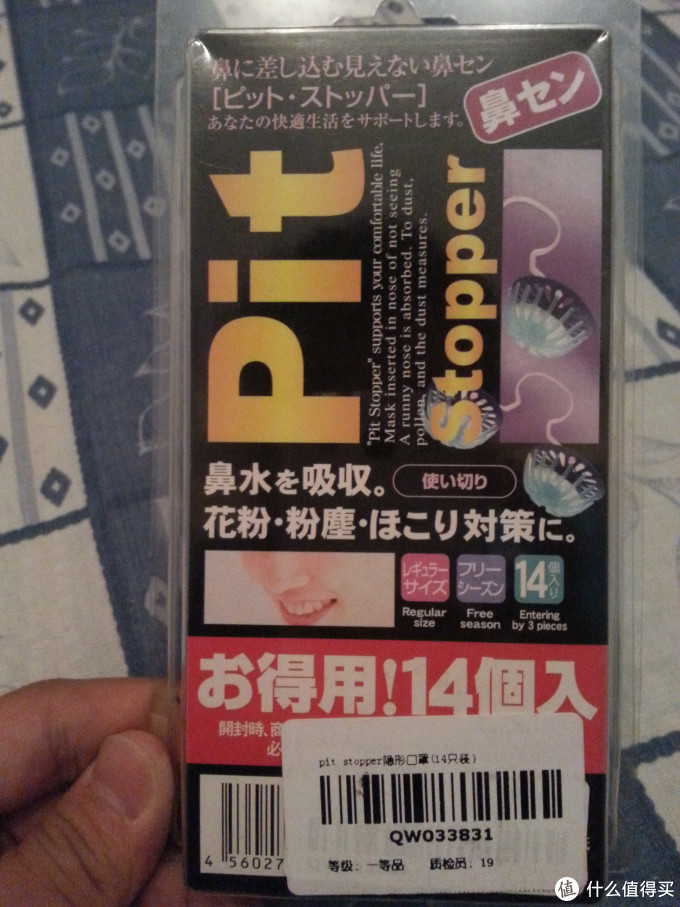 鼻に差し込む見えない鼻セン
[ピット・ストッパー]
あなたの快適生活をサポートします。
鼻セン
Pit
Stopper
"Pit Stopper" supports your comfortable life.
Mask inserted in nose of not seeing
A runny nose is absorbed. To dust,
pollen, and the dust measures.
鼻水を吸収。
使い切り
花粉・粉塵・ほこり対策に。
レギュラー
サイズ
Regular
size
フリー
シーズン
Free
season
14個入り
Entering
by 3 pieces
お得用!14個入
開封時、商
必
pit stopper隐形口罩(14只装)
QW033831
等级: 一等品 质检员: 19
4 56027
值 什么值得买